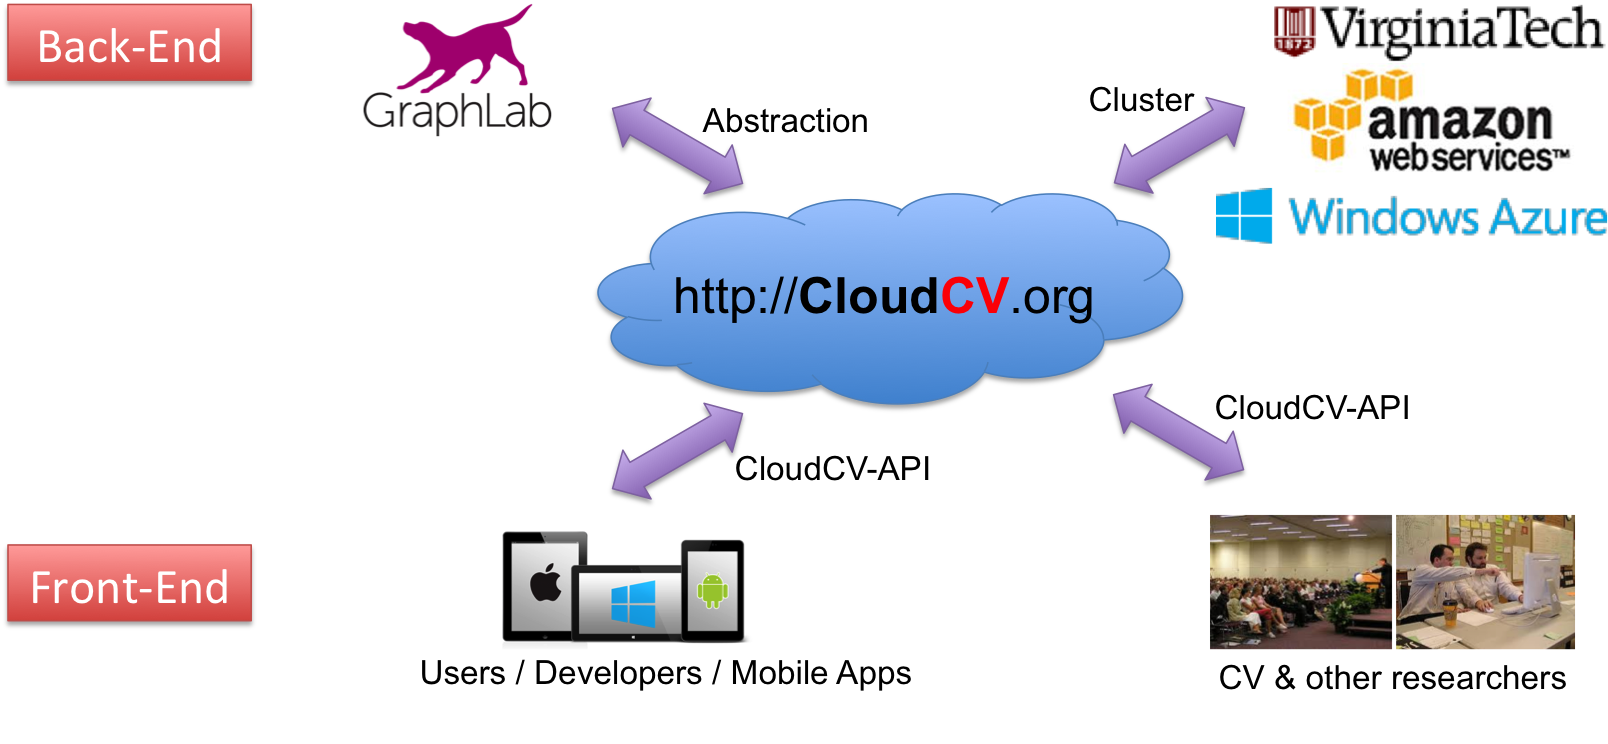 Back-End
GraphLab
Abstraction
Cluster
1872
VirginiaTech
amazon
webservices™
Windows Azure
http://CloudCV.org
CloudCV-API
CloudCV-API
Front-End
Users / Developers / Mobile Apps
CV & other researchers